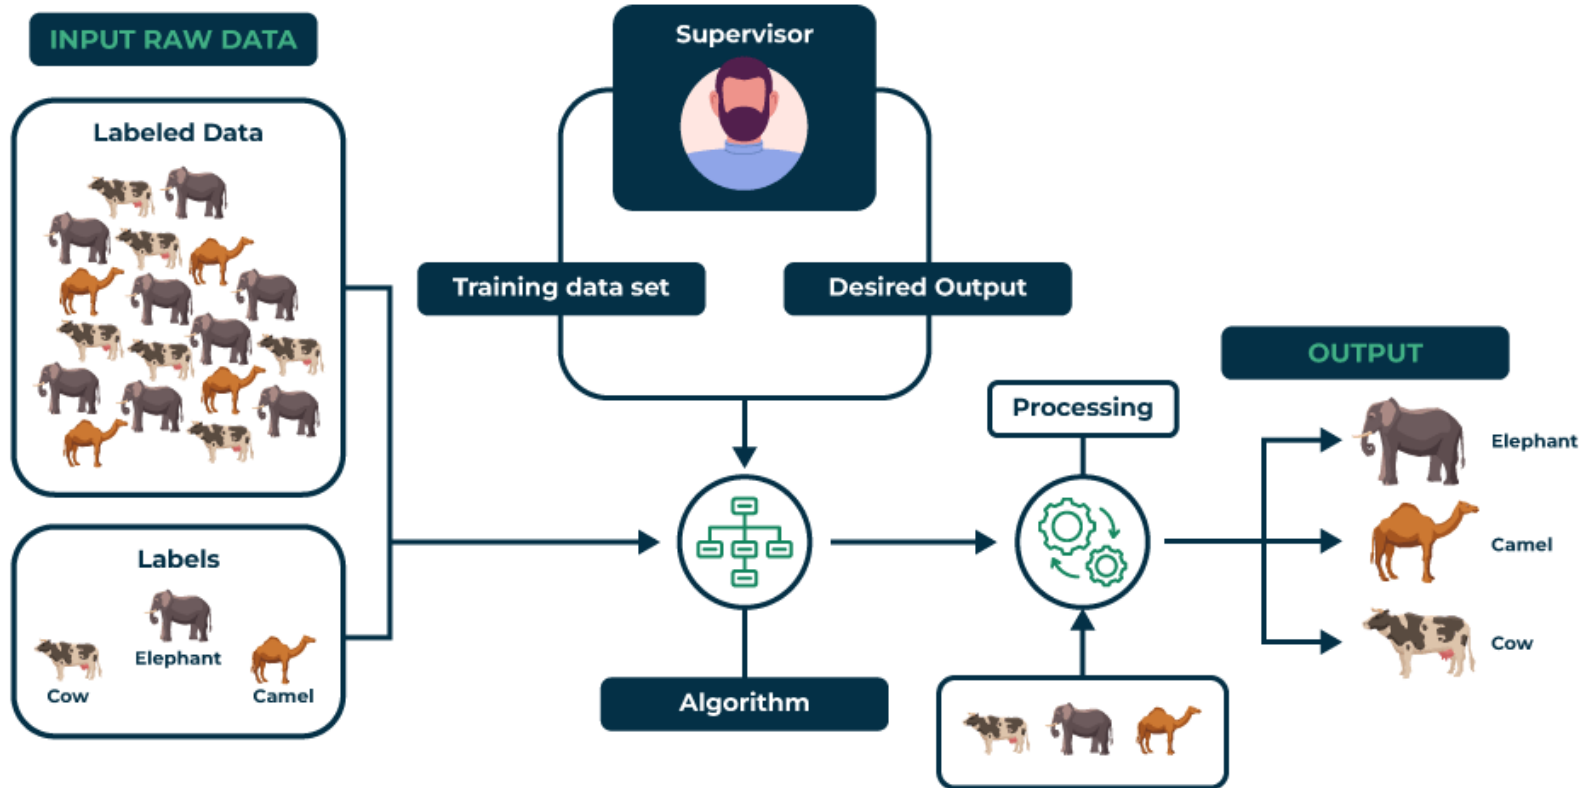 INPUT RAW DATA
Labeled Data
Labels
Elephant
Cow
Camel
Supervisor
Training data set
Desired Output
Algorithm
Processing
OUTPUT
Elephant
Camel
Cow